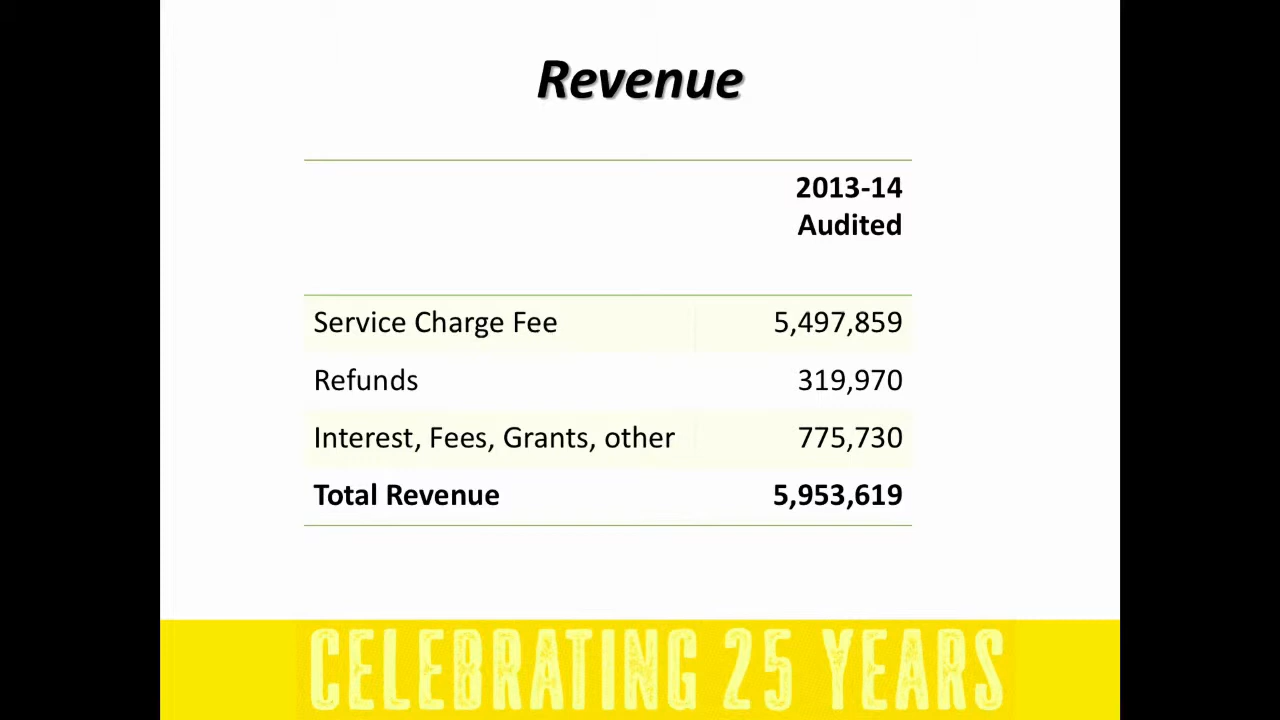 Revenue
2013-14
Audited
Service Charge Fee 5,497,859
Refunds 319,970
Interest, Fees, Grants, other 775,730
Total Revenue 5,953,619
CELEBRATING 25 YEARS